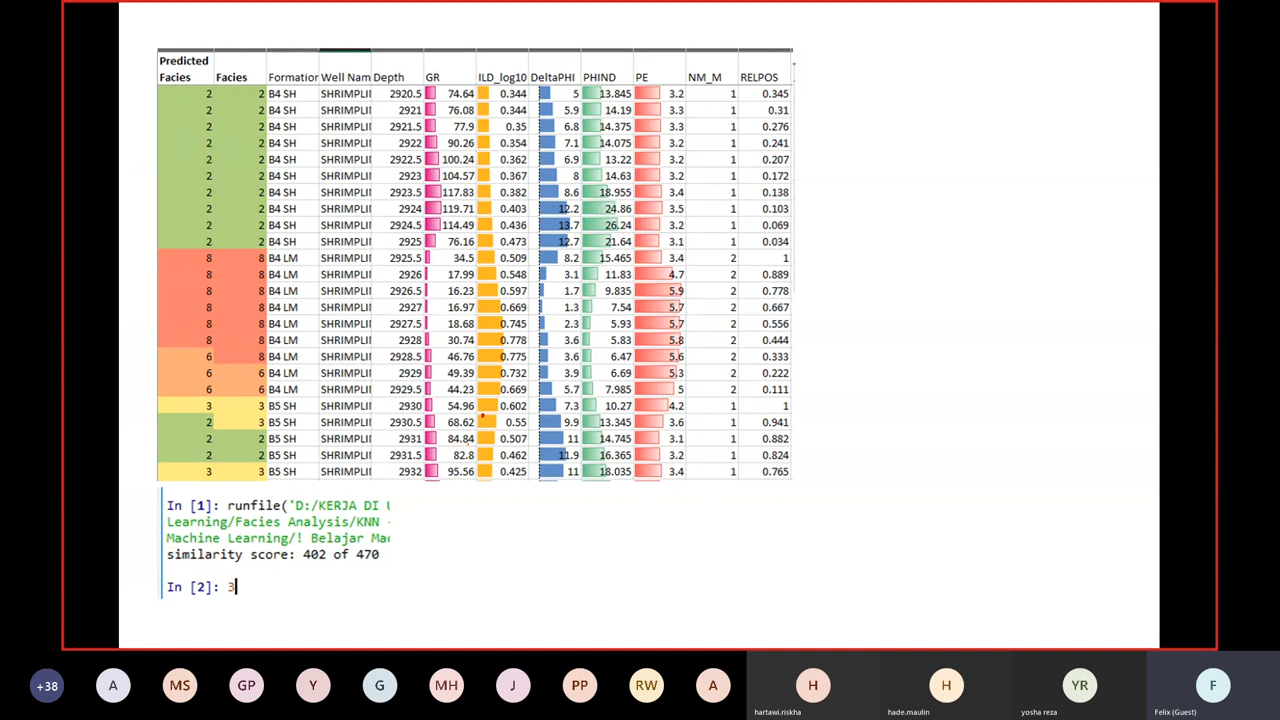 Predicted
Facies Facies Formation Well Nam Depth GR ILD_log10 DeltaPHI PHIND PE NM_M RELPOS
2 2 B4 SH SHRIMPLIN 2920.5 74.64 0.344 5 13.845 3.2 1 0.345
2 2 B4 SH SHRIMPLIN 2921 76.08 0.344 5.9 14.19 3.3 1 0.31
2 2 B4 SH SHRIMPLIN 2921.5 77.9 0.35 6.8 14.375 3.3 1 0.276
2 2 B4 SH SHRIMPLIN 2922 90.26 0.354 7.1 14.075 3.2 1 0.241
2 2 B4 SH SHRIMPLIN 2922.5 100.24 0.362 6.9 13.22 3.2 1 0.207
2 2 B4 SH SHRIMPLIN 2923 104.57 0.367 8 14.63 3.2 1 0.172
2 2 B4 SH SHRIMPLIN 2923.5 117.83 0.382 8.6 18.955 3.4 1 0.138
2 2 B4 SH SHRIMPLIN 2924 119.71 0.403 12.2 24.86 3.5 1 0.103
2 2 B4 SH SHRIMPLIN 2924.5 114.49 0.436 13.7 26.24 3.2 1 0.069
2 2 B4 SH SHRIMPLIN 2925 76.16 0.473 12.7 21.64 3.1 1 0.034
8 8 B4 LM SHRIMPLIN 2925.5 34.5 0.509 8.2 15.465 3.4 2 1
8 8 B4 LM SHRIMPLIN 2926 17.99 0.548 3.1 11.83 4.7 2 0.889
8 8 B4 LM SHRIMPLIN 2926.5 16.23 0.597 1.7 9.835 5.9 2 0.778
8 8 B4 LM SHRIMPLIN 2927 16.97 0.669 1.3 7.54 5.7 2 0.667
8 8 B4 LM SHRIMPLIN 2927.5 18.68 0.745 2.3 5.93 5.7 2 0.556
8 8 B4 LM SHRIMPLIN 2928 30.74 0.778 3.6 5.83 5.8 2 0.444
6 8 B4 LM SHRIMPLIN 2928.5 46.76 0.775 3.6 6.47 5.6 2 0.333
6 6 B4 LM SHRIMPLIN 2929 49.39 0.732 3.9 6.69 5.3 2 0.222
6 6 B4 LM SHRIMPLIN 2929.5 44.23 0.669 5.7 7.985 5 2 0.111
3 3 B5 SH SHRIMPLIN 2930 54.96 0.602 7.3 10.27 4.2 1 1
2 3 B5 SH SHRIMPLIN 2930.5 68.62 0.55 9.9 13.345 3.6 1 0.941
2 2 B5 SH SHRIMPLIN 2931 84.84 0.507 11 14.745 3.1 1 0.882
2 2 B5 SH SHRIMPLIN 2931.5 82.8 0.462 11.9 16.365 3.2 1 0.824
3 3 B5 SH SHRIMPLIN 2932 95.56 0.425 11 18.035 3.4 1 0.765
In [1]: runfile('D:/KERJA DI
Learning/Facies Analysis/KNN -
Machine Learning/! Belajar Mac
similarity score: 402 of 470
In [2]: 3
+38 A MS GP Y G MH J PP RW A H H YR F
hartawi.riskha hade.maulin yosha reza Felix (Guest)